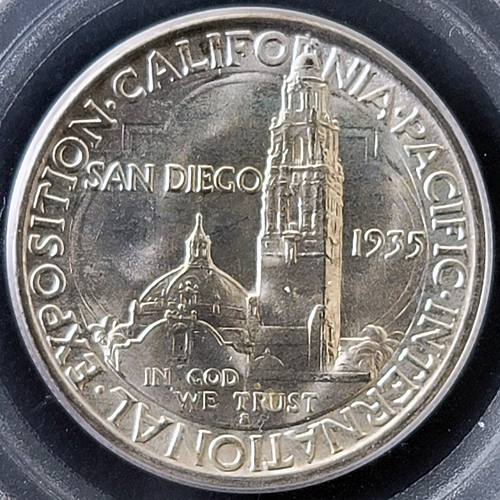 CALIFORNIA · PACIFIC · INTERNATIONAL · EXPOSITION ·
SAN DIEGO
1935
IN GOD
WE TRUST
S